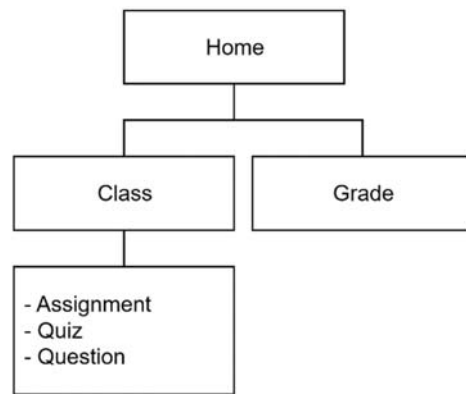 Home
Class
Grade
- Assignment
- Quiz
- Question